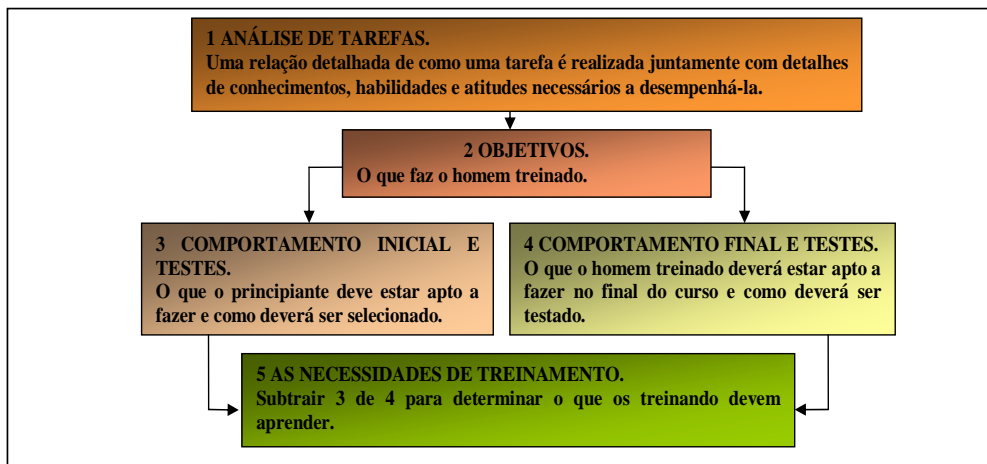 1 ANÁLISE DE TAREFAS.
Uma relação detalhada de como uma tarefa é realizada juntamente com detalhes
de conhecimentos, habilidades e atitudes necessários a desempenhá-la.
2 OBJETIVOS.
O que faz o homem treinado.
3 COMPORTAMENTO INICIAL E
TESTES.
O que o principiante deve estar apto a
fazer e como deverá ser selecionado.
4 COMPORTAMENTO FINAL E TESTES.
O que o homem treinado deverá estar apto a
fazer no final do curso e como deverá ser
testado.
5 AS NECESSIDADES DE TREINAMENTO.
Subtrair 3 de 4 para determinar o que os treinando devem
aprender.